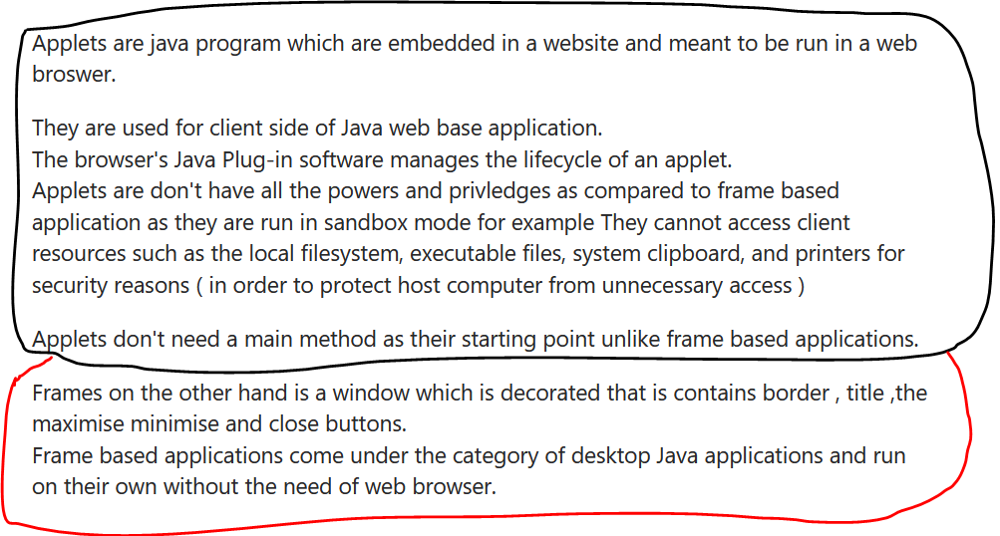 Applets are java program which are embedded in a website and meant to be run in a web
broswer.
They are used for client side of Java web base application.
The browser's Java Plug-in software manages the lifecycle of an applet.
Applets are don't have all the powers and privledges as compared to frame based
application as they are run in sandbox mode for example They cannot access client
resources such as the local filesystem, executable files, system clipboard, and printers for
security reasons ( in order to protect host computer from unnecessary access )
Applets don't need a main method as their starting point unlike frame based applications.
Frames on the other hand is a window which is decorated that is contains border , title ,the
maximise minimise and close buttons.
Frame based applications come under the category of desktop Java applications and run
on their own without the need of web browser.